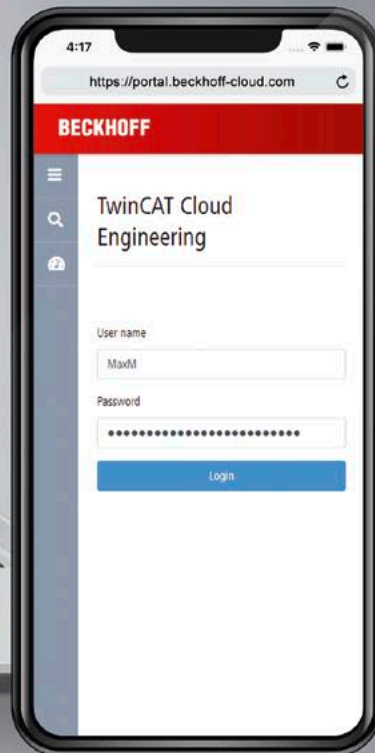 4:17
https://portal.beckhoff-cloud.com
BECKHOFF
TwinCAT Cloud
Engineering
User name
MaxM
Password
Login